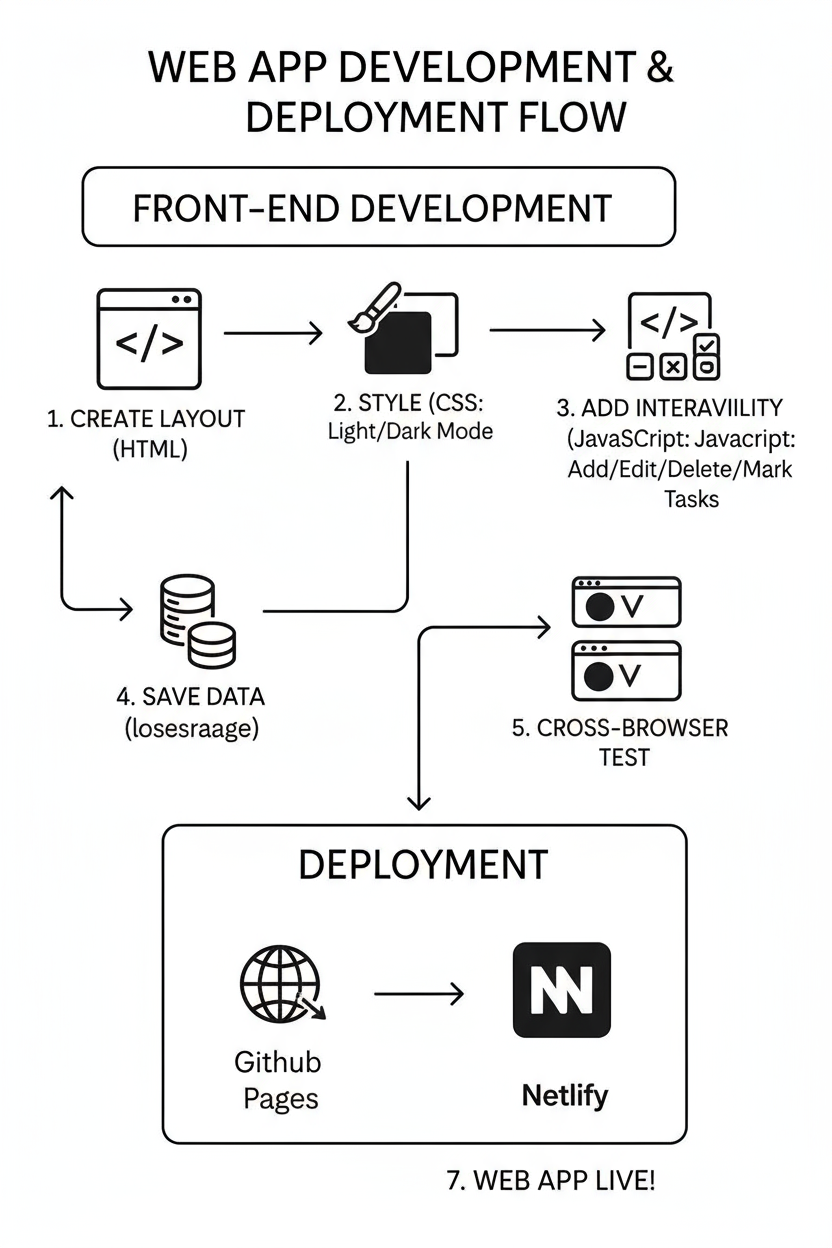 WEB APP DEVELOPMENT &
DEPLOYMENT FLOW
FRONT-END DEVELOPMENT
</>
</>
1. CREATE LAYOUT
(HTML)
2. STYLE (CSS:
Light/Dark Mode
3. ADD INTERAVIILITY
(JavaSCript: Javacript:
Add/Edit/Delete/Mark
Tasks
4. SAVE DATA
(losesraage)
V
V
5. CROSS-BROWSER
TEST
DEPLOYMENT
Github
Pages
Netlify
7. WEB APP LIVE!